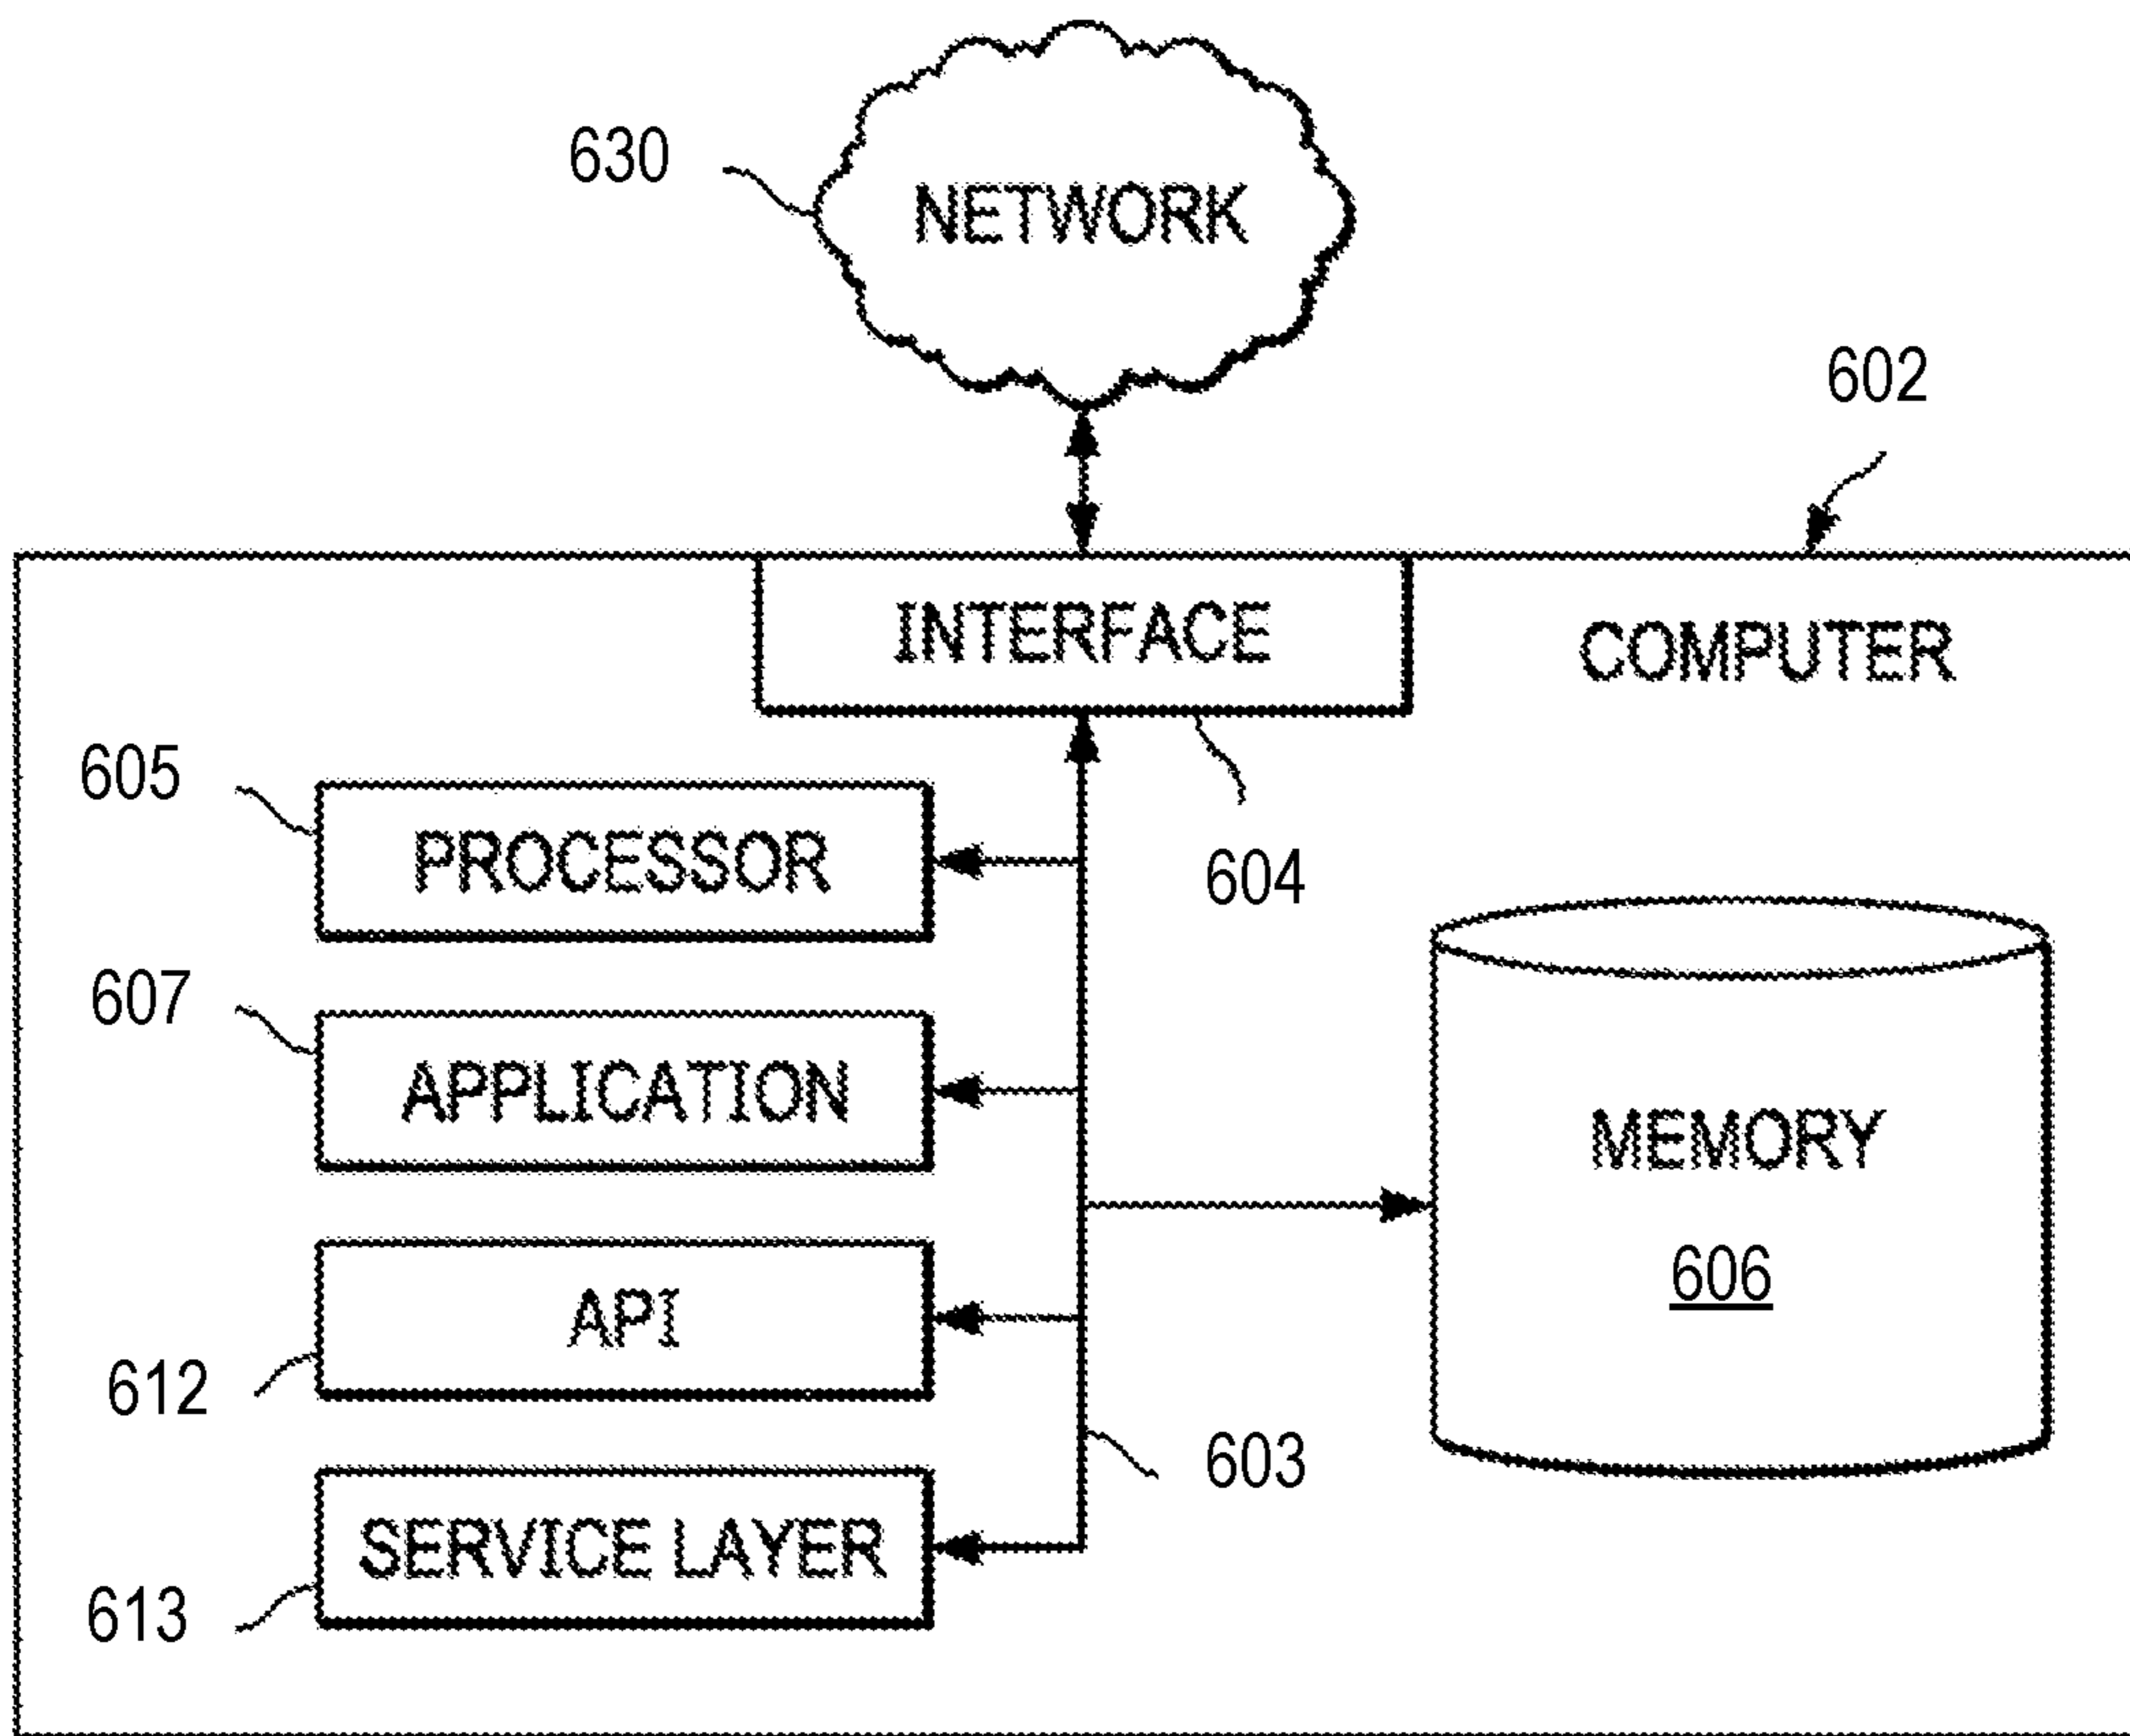 630
NETWORK
602
INTERFACE
COMPUTER
605
PROCESSOR
604
607
APPLICATION
MEMORY
606
API
612
603
SERVICE LAYER
613